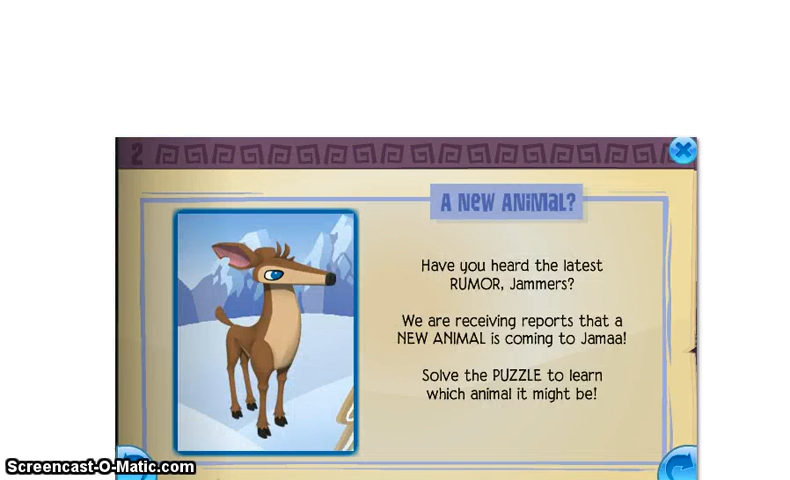 2
A NEW ANIMAL?
Have you heard the latest
RUMOR, Jammers?
We are receiving reports that a
NEW ANIMAL is coming to Jamaa!
Solve the PUZZLE to learn
which animal it might be!
Screencast-O-Matic.com